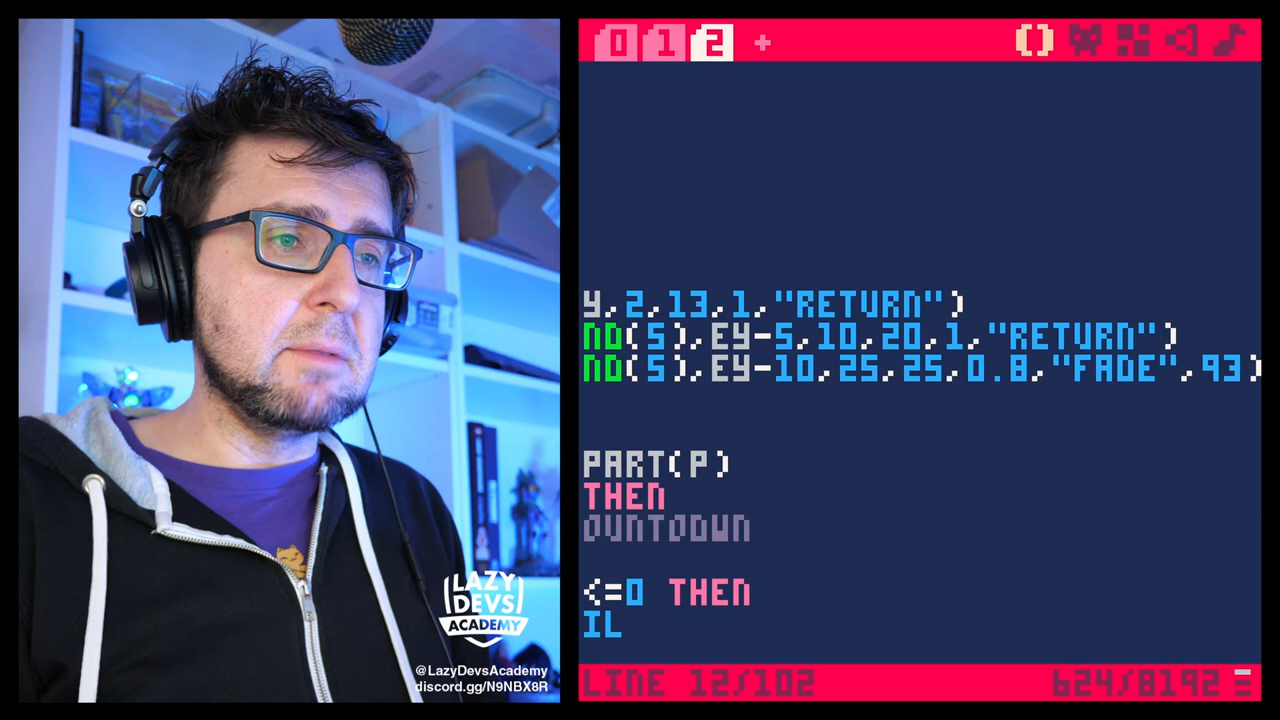 LAZY
DEVS
ACADEMY
@LazyDevsAcademy
discord.gg/N9NBX8R
0 1 2 +
Y,2,13,1,"RETURN")
ND(5),EY-5,10,20,1,"RETURN")
ND(5),EY-10,25,25,0.8,"FADE",93)
PART(P)
THEN
OUNTDOWN
<=0 THEN
IL
LINE 12/102
624/8192